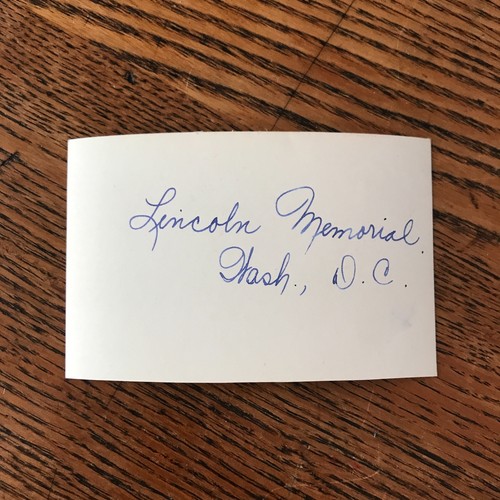 Lincoln Memorial.
Wash., D.C.